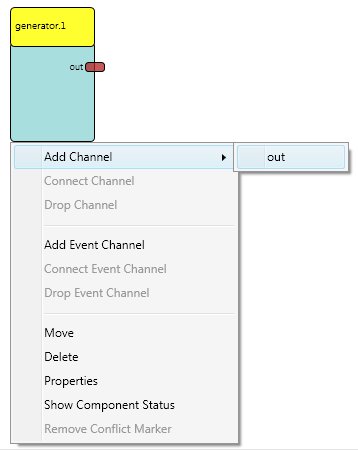 generator.1
out
Add Channel
out
Connect Channel
Drop Channel
Add Event Channel
Connect Event Channel
Drop Event Channel
Move
Delete
Properties
Show Component Status
Remove Conflict Marker